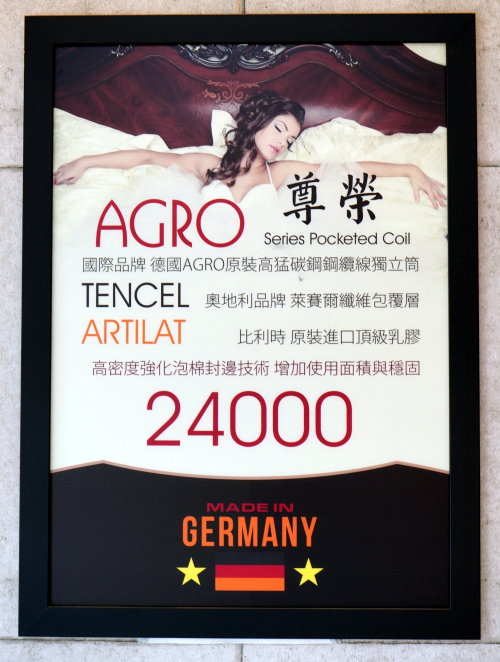 AGRO 尊榮
Series Pocketed Coil
國際品牌 德國AGRO原裝高猛碳鋼鋼纜線獨立筒
TENCEL 奧地利品牌 萊賽爾纖維包覆層
ARTILAT 比利時 原裝進口頂級乳膠
高密度強化泡棉封邊技術 增加使用面積與穩固
24000
MADE IN
GERMANY